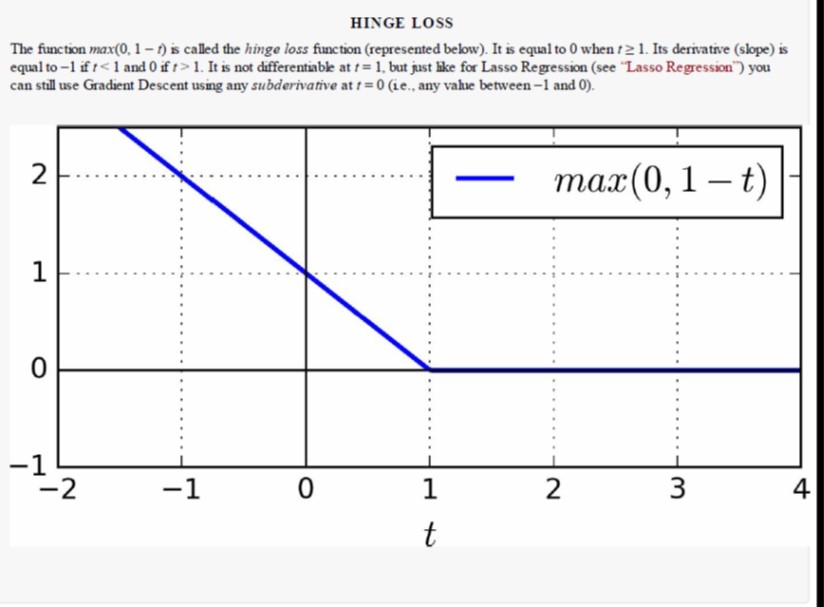 HINGE LOSS
The function max(0, 1 – t) is called the hinge loss function (represented below). It is equal to 0 when t ≥ 1. Its derivative (slope) is
equal to –1 if t < 1 and 0 if t > 1. It is not differentiable at t = 1, but just like for Lasso Regression (see “Lasso Regression”) you
can still use Gradient Descent using any subderivative at t = 0 (i.e., any value between –1 and 0).
max(0, 1 − t)
2
1
0
−1
−2 −1 0 1 2 3 4
t